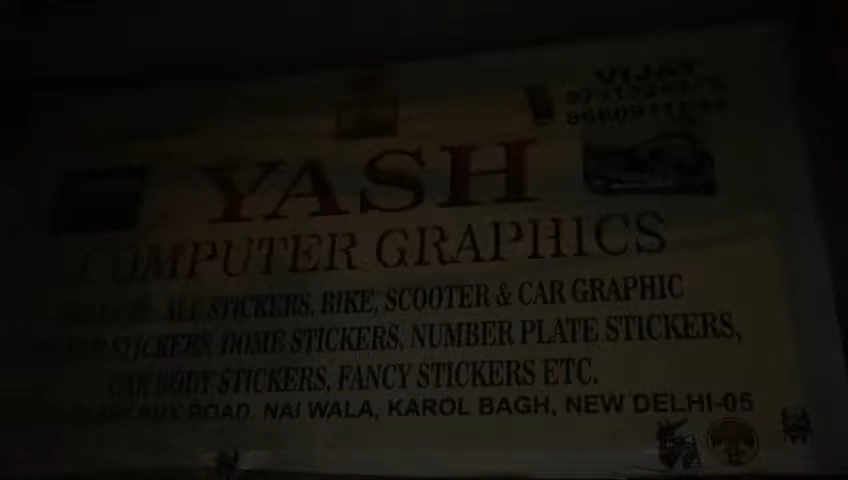 VIJAY
YASH
COMPUTER GRAPHICS
ALL STICKERS, BIKE, SCOOTER & CAR GRAPHIC
STICKERS, DOME STICKERS, NUMBER PLATE STICKERS,
CAR BODY STICKERS, FANCY STICKERS ETC.
ROAD, NAI WALA, KAROL BAGH, NEW DELHI-05